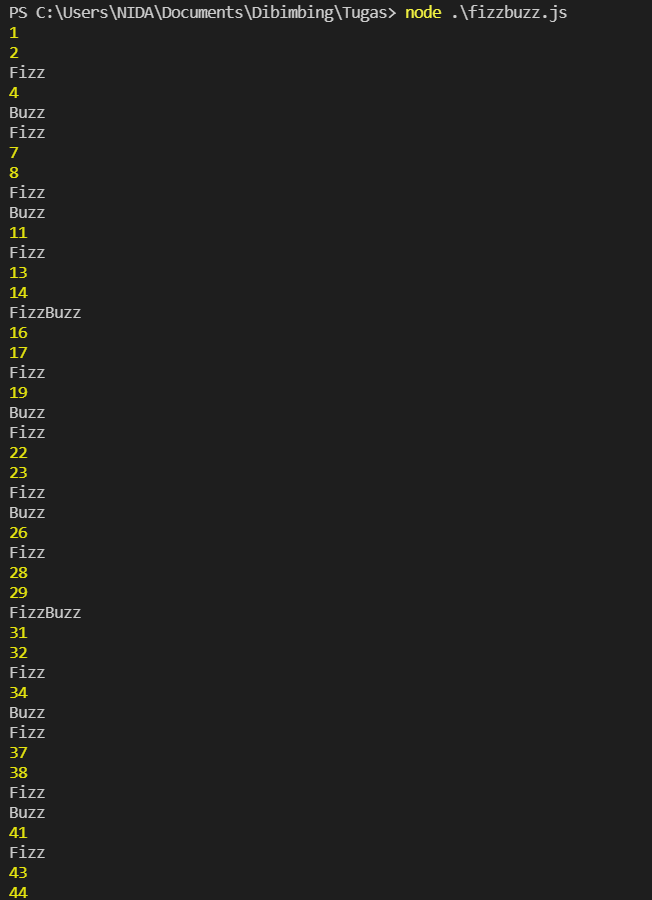 PS C:\Users\NIDA\Documents\Dibimbing\Tugas> node .\fizzbuzz.js
1
2
Fizz
4
Buzz
Fizz
7
8
Fizz
Buzz
11
Fizz
13
14
FizzBuzz
16
17
Fizz
19
Buzz
Fizz
22
23
Fizz
Buzz
26
Fizz
28
29
FizzBuzz
31
32
Fizz
34
Buzz
Fizz
37
38
Fizz
Buzz
41
Fizz
43
44